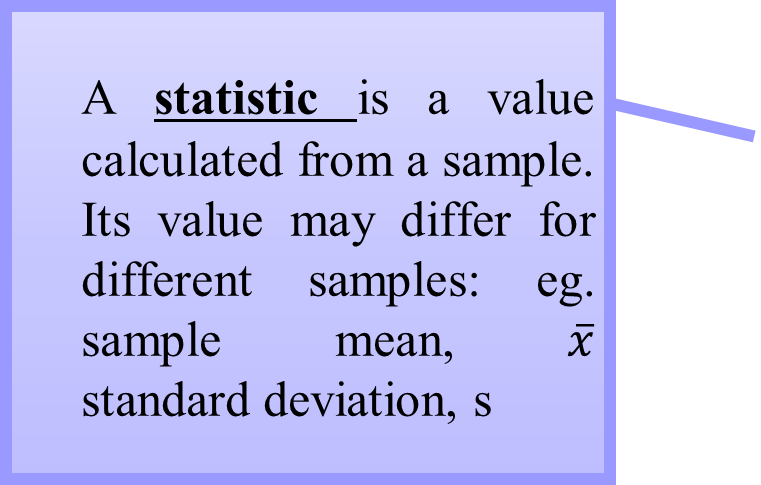 A statistic is a value
calculated from a sample.
Its value may differ for
different samples: eg.
sample mean, x̄
standard deviation, s